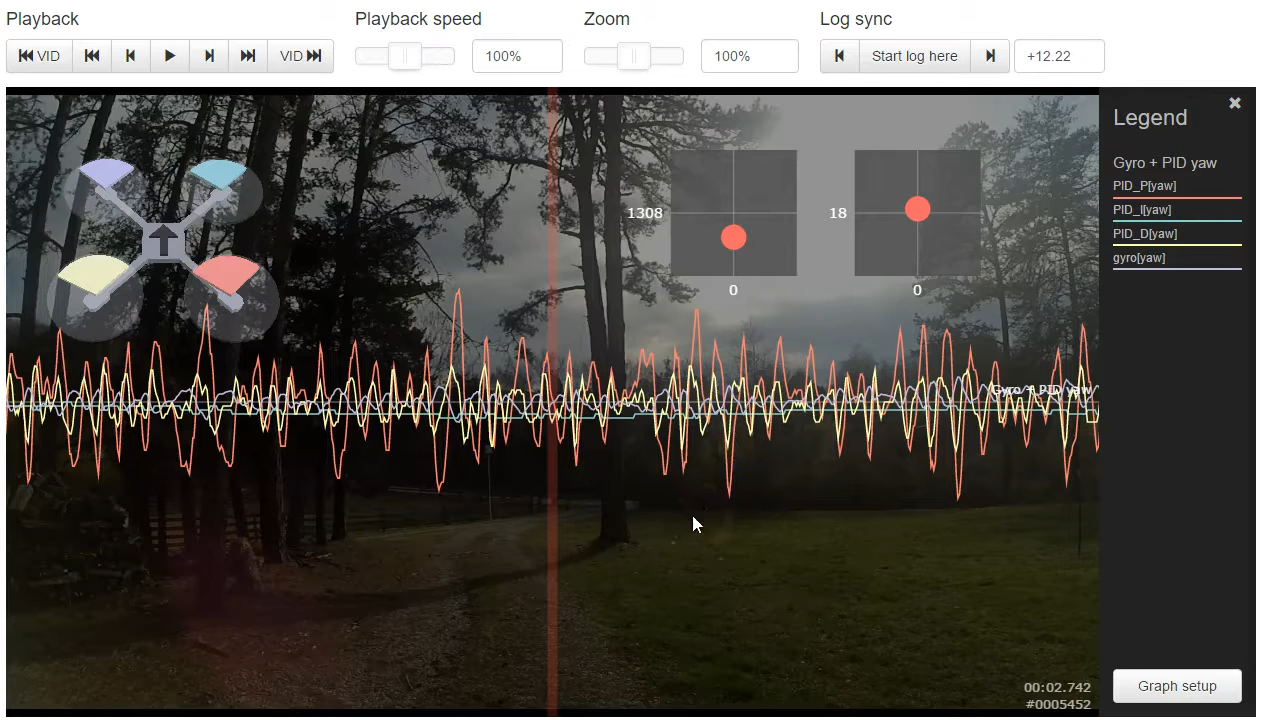 Playback
Playback speed
Zoom
Log sync
VID
VID
100%
100%
Start log here
+12.22
Legend
Gyro + PID yaw
PID_P[yaw]
PID_I[yaw]
PID_D[yaw]
gyro[yaw]
1308
18
0
0
Gyro + PID yaw
00:02.742
#0005452
Graph setup